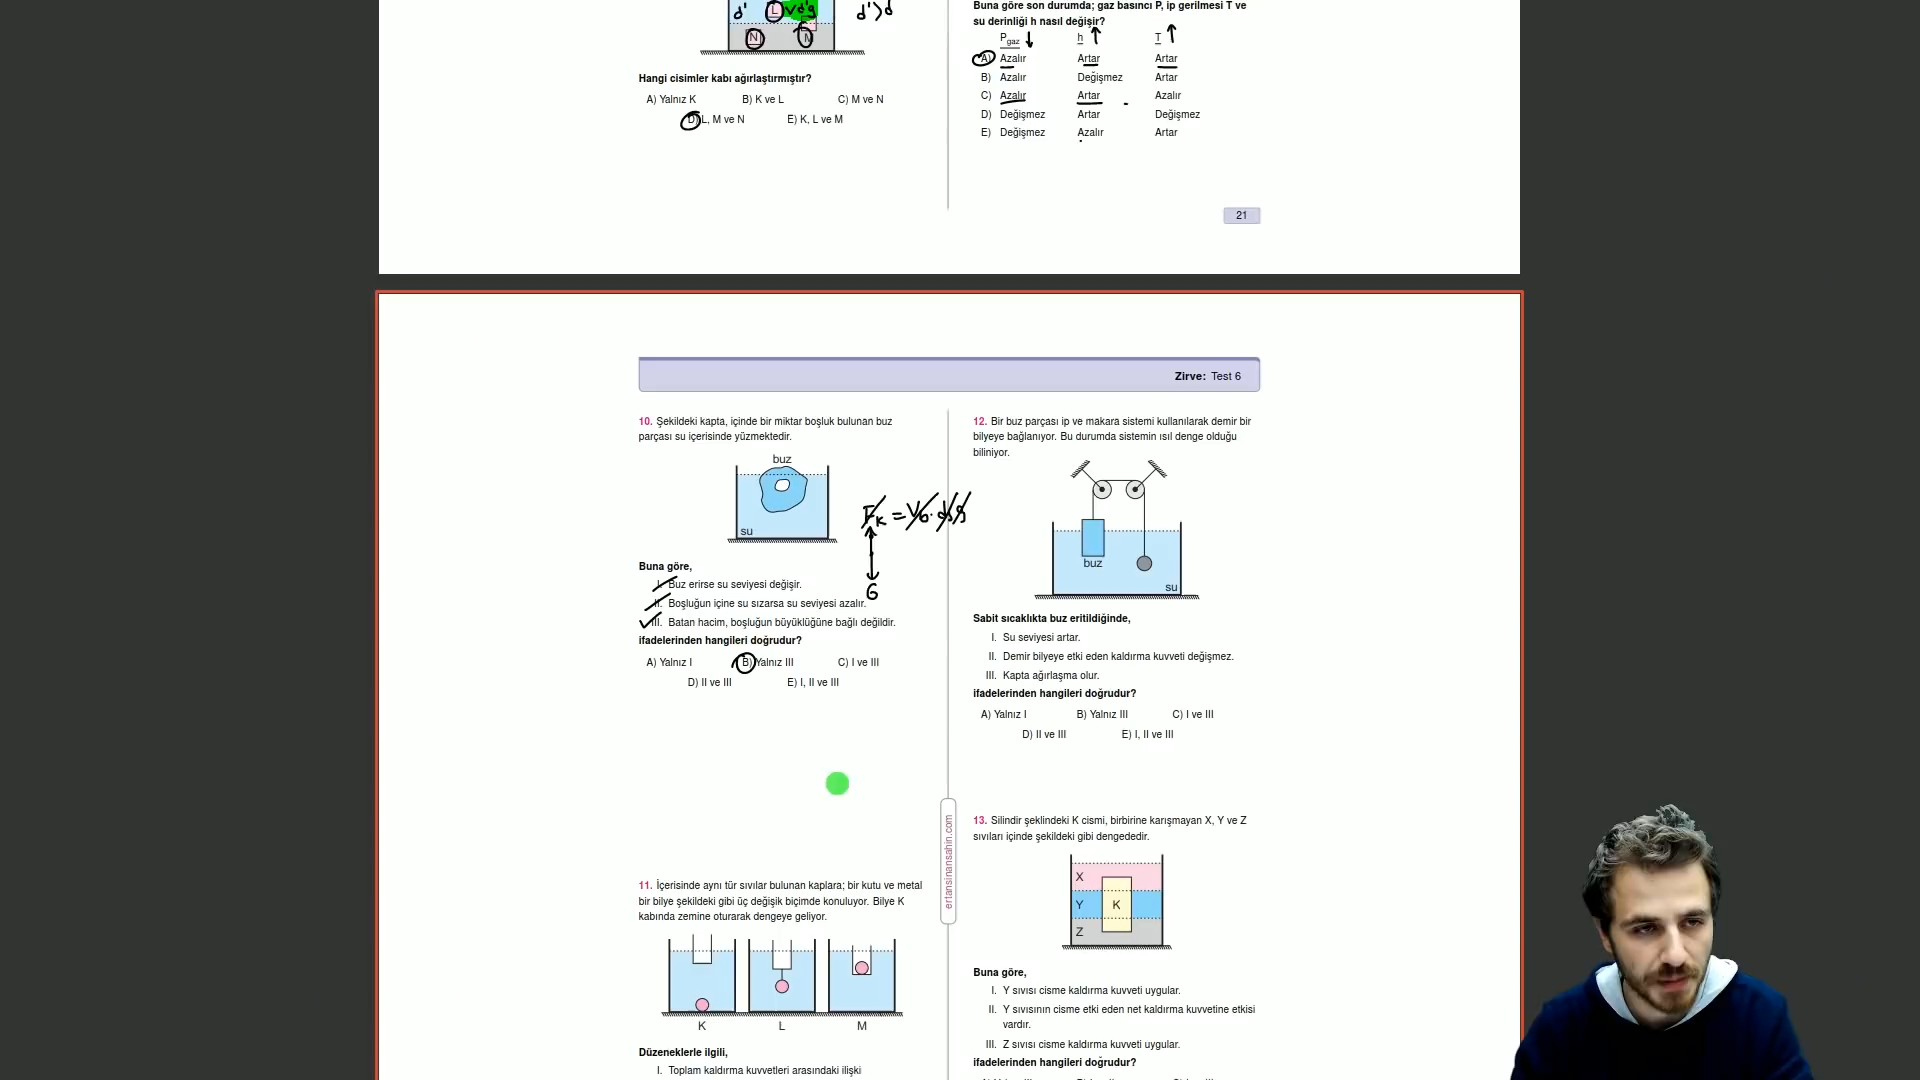 d'
L
Vd'g
d'>d
N
M
Hangi cisimler kabı ağırlaştırmıştır?
A) Yalnız K
B) K ve L
C) M ve N
D) L, M ve N
E) K, L ve M
Buna göre son durumda; gaz basıncı P, ip gerilmesi T ve
su derinliği h nasıl değişir?
Pgaz
h
T
A) Azalır Artar Artar
B) Azalır Değişmez Artar
C) Azalır Artar Azalır
D) Değişmez Artar Değişmez
E) Değişmez Azalır Artar
21
Zirve: Test 6
10. Şekildeki kapta, içinde bir miktar boşluk bulunan buz
parçası su içerisinde yüzmektedir.
buz
su
FK = Vb.ds.g
G
Buna göre,
I. Buz erirse su seviyesi değişir.
II. Boşluğun içine su sızarsa su seviyesi azalır.
III. Batan hacim, boşluğun büyüklüğüne bağlı değildir.
ifadelerinden hangileri doğrudur?
A) Yalnız I
B) Yalnız III
C) I ve III
D) II ve III
E) I, II ve III
11. İçerisinde aynı tür sıvılar bulunan kaplara; bir kutu ve metal
bir bilye şekildeki gibi üç değişik biçimde konuluyor. Bilye K
kabında zemine oturarak dengeye geliyor.
K
L
M
Düzeneklerle ilgili,
I. Toplam kaldırma kuvvetleri arasındaki ilişki
ertansinansahin.com
12. Bir buz parçası ip ve makara sistemi kullanılarak demir bir
bilyeye bağlanıyor. Bu durumda sistemin ısıl denge olduğu
biliniyor.
buz
su
Sabit sıcaklıkta buz eritildiğinde,
I. Su seviyesi artar.
II. Demir bilyeye etki eden kaldırma kuvveti değişmez.
III. Kapta ağırlaşma olur.
ifadelerinden hangileri doğrudur?
A) Yalnız I
B) Yalnız III
C) I ve III
D) II ve III
E) I, II ve III
13. Silindir şeklindeki K cismi, birbirine karışmayan X, Y ve Z
sıvıları içinde şekildeki gibi dengededir.
X
Y
K
Z
Buna göre,
I. Y sıvısı cisme kaldırma kuvveti uygular.
II. Y sıvısının cisme etki eden net kaldırma kuvvetine etkisi
vardır.
III. Z sıvısı cisme kaldırma kuvveti uygular.
ifadelerinden hangileri doğrudur?